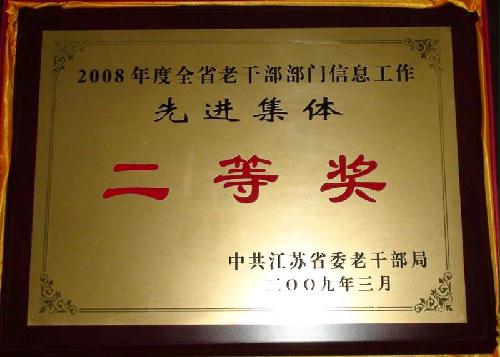 2008年度全省老干部部门信息工作
先进集体
二等奖
中共江苏省委老干部局
二〇〇九年三月